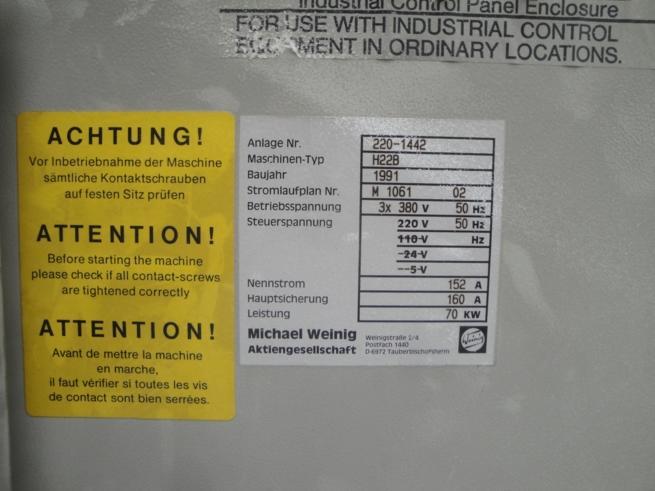 Industrial Control Panel Enclosure
FOR USE WITH INDUSTRIAL CONTROL
EQUIPMENT IN ORDINARY LOCATIONS.
ACHTUNG!
Vor Inbetriebnahme der Maschine
sämtliche Kontaktschrauben
auf festen Sitz prüfen
ATTENTION!
Before starting the machine
please check if all contact-screws
are tightened correctly
ATTENTION!
Avant de mettre la machine
en marche,
il faut vérifier si toutes les vis
de contact sont bien serrées.
Anlage Nr. 220-1442
Maschinen-Typ H22B
Baujahr 1991
Stromlaufplan Nr. M 1061 02
Betriebsspannung 3x 380 V 50 Hz
Steuerspannung 220 V 50 Hz
110 V Hz
24 V
5 V
Nennstrom 152 A
Hauptsicherung 160 A
Leistung 70 KW
Michael Weinig
Aktiengesellschaft
Weinigstraße 2/4
Postfach 1440
D-6972 Tauberbischofsheim
Weinig